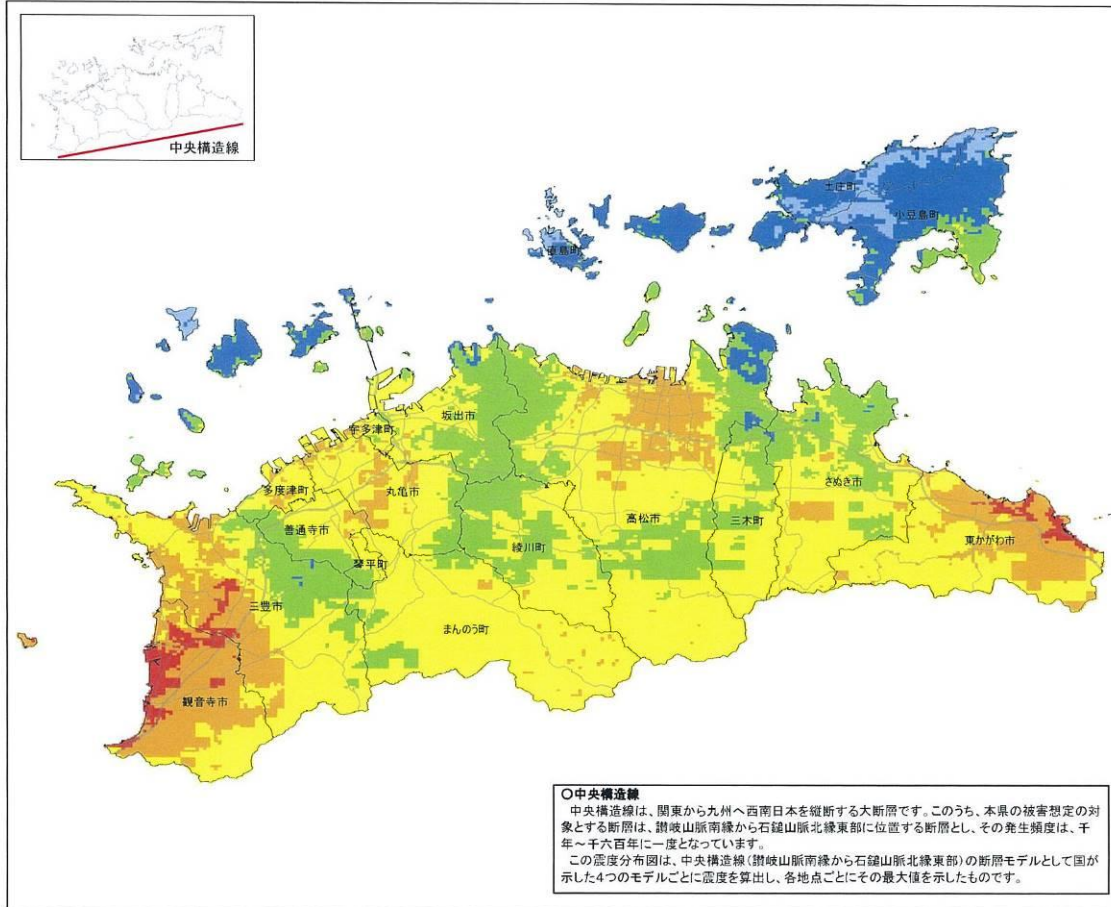 中央構造線
土庄町
小豆島町
直島町
坂出市
宇多津町
多度津町
丸亀市
善通寺市
高松市
三木町
さぬき市
綾川町
東かがわ市
琴平町
三豊市
まんのう町
観音寺市
○中央構造線
中央構造線は、関東から九州へ西南日本を縦断する大断層です。このうち、本県の被害想定の対
象とする断層は、讃岐山脈南縁から石鎚山脈北縁東部に位置する断層とし、その発生頻度は、千
年～千六百年に一度となっています。
この震度分布図は、中央構造線（讃岐山脈南縁から石鎚山脈北縁東部）の断層モデルとして国が
示した4つのモデルごとに震度を算出し、各地点ごとにその最大値を示したものです。